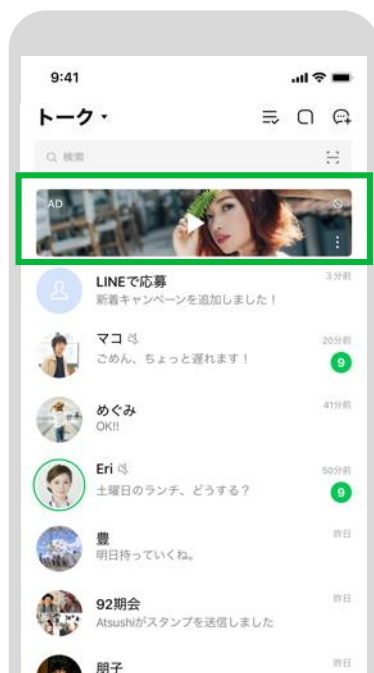 9:41
トーク
検索
AD
LINEで応募
3分前
新着キャンペーンを追加しました！
マコ
20分前
ごめん、ちょっと遅れます！
9
めぐみ
41分前
OK!!
Eri
50分前
土曜日のランチ、どうする？
9
豊
昨日
明日持っていくね。
92期会
昨日
Atsushiがスタンプを送信しました
朋子
昨日